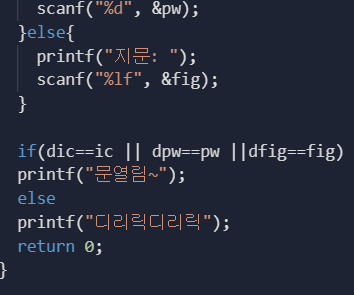 scanf("%d", &pw);
}else{
printf("지문: ");
scanf("%lf", &fig);
}
if(dic==ic || dpw==pw ||dfig==fig)
printf("문열림~");
else
printf("디리릭디리릭");
return 0;
}